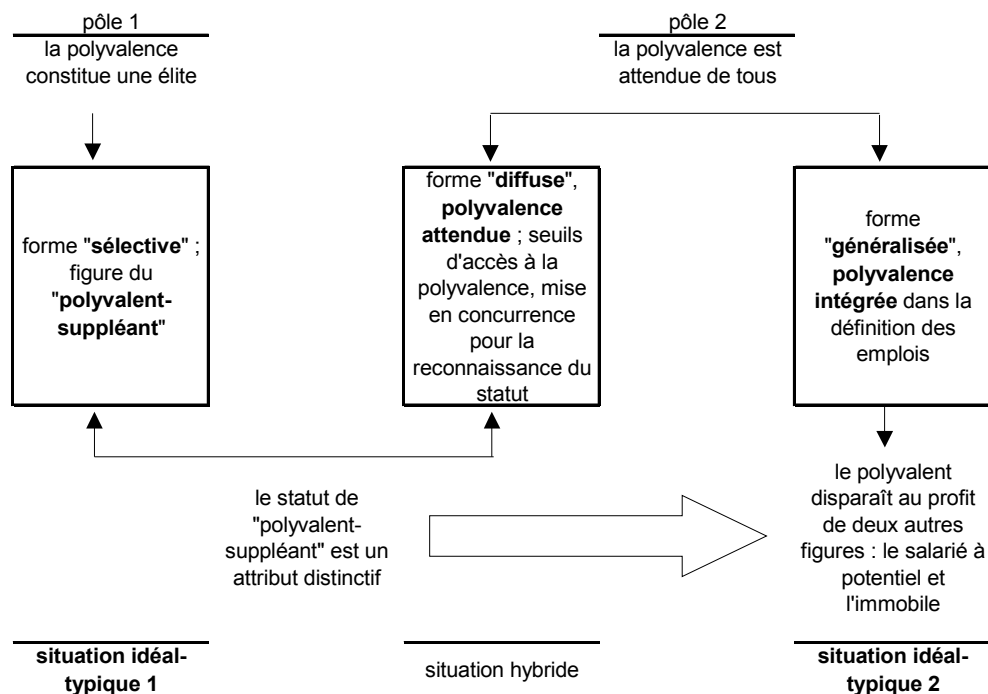 pôle 1
la polyvalence
constitue une élite
pôle 2
la polyvalence est
attendue de tous
forme "sélective" ;
figure du
"polyvalent-
suppléant"
forme "diffuse",
polyvalence
attendue ; seuils
d'accès à la
polyvalence, mise
en concurrence
pour la
reconnaissance du
statut
forme
"généralisée",
polyvalence
intégrée dans la
définition des
emplois
le statut de
"polyvalent-
suppléant" est un
attribut distinctif
le polyvalent
disparaît au profit
de deux autres
figures : le salarié à
potentiel et
l'immobile
situation idéal-
typique 1
situation hybride
situation idéal-
typique 2